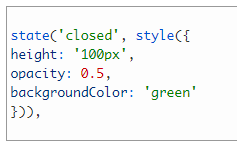 state('closed', style({
height: '100px',
opacity: 0.5,
backgroundColor: 'green'
})),